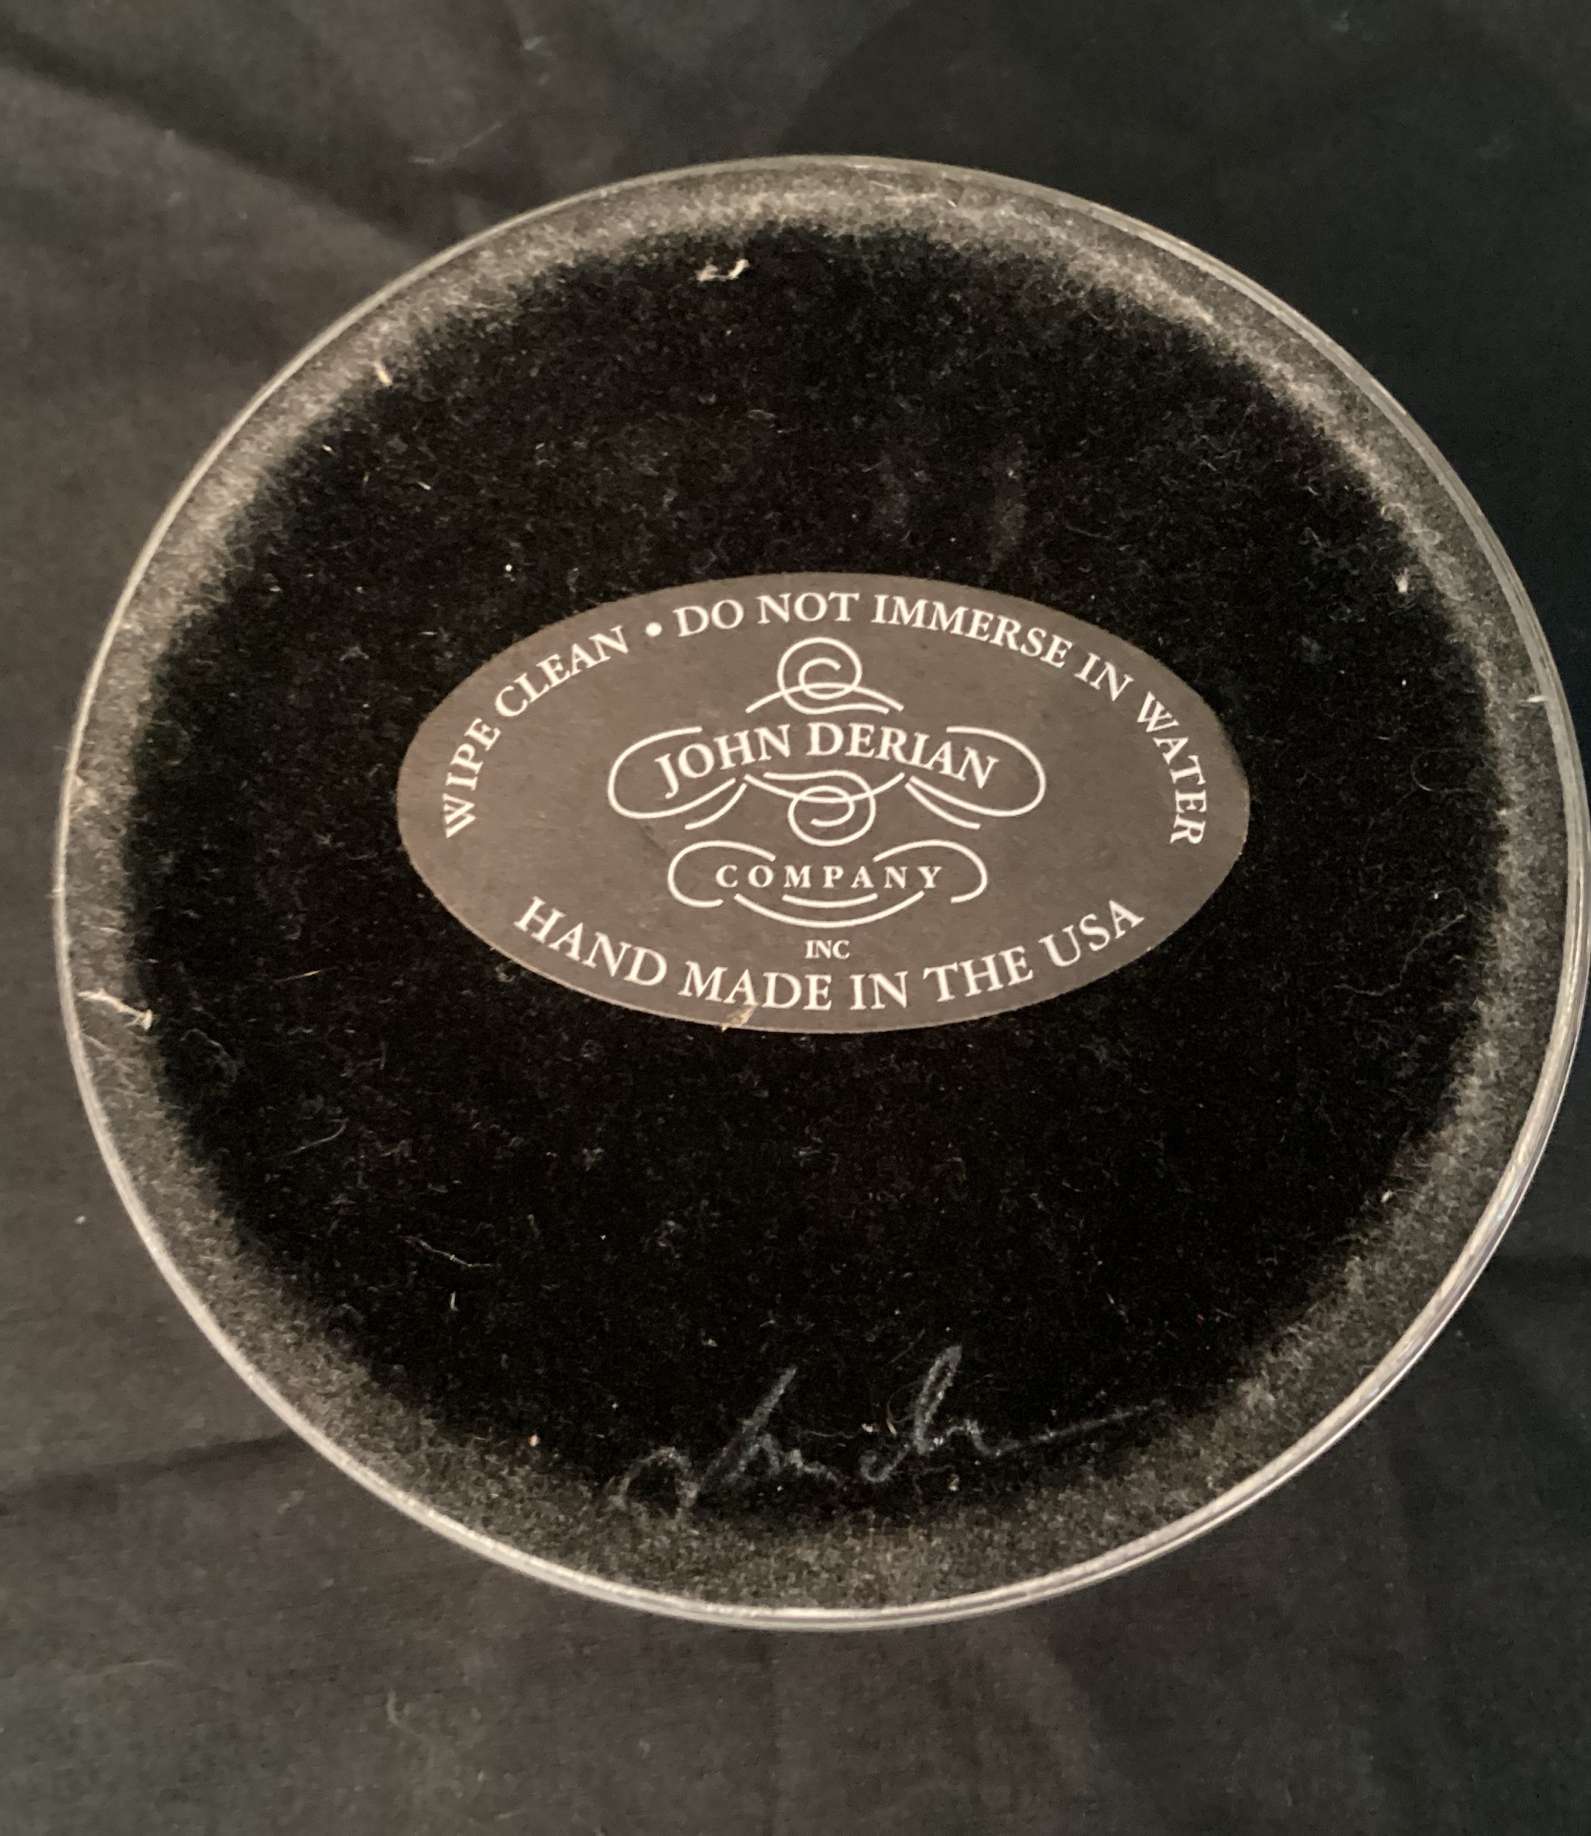 WIPE CLEAN • DO NOT IMMERSE IN WATER
JOHN DERIAN
COMPANY
INC
HAND MADE IN THE USA